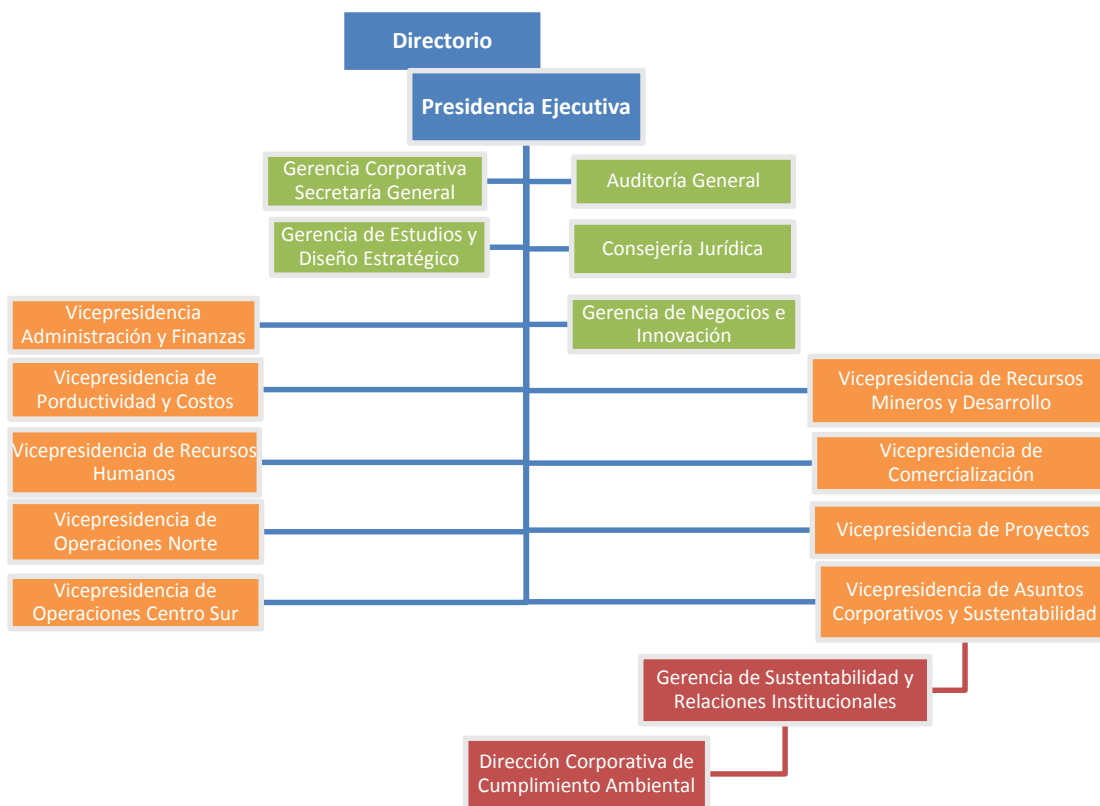 Directorio
Presidencia Ejecutiva
Gerencia Corporativa
Secretaría General
Auditoría General
Gerencia de Estudios y
Diseño Estratégico
Consejería Jurídica
Vicepresidencia
Administración y Finanzas
Gerencia de Negocios e
Innovación
Vicepresidencia de
Porductividad y Costos
Vicepresidencia de Recursos
Mineros y Desarrollo
Vicepresidencia de Recursos
Humanos
Vicepresidencia de
Comercialización
Vicepresidencia de
Operaciones Norte
Vicepresidencia de Proyectos
Vicepresidencia de
Operaciones Centro Sur
Vicepresidencia de Asuntos
Corporativos y Sustentabilidad
Gerencia de Sustentabilidad y
Relaciones Institucionales
Dirección Corporativa de
Cumplimiento Ambiental